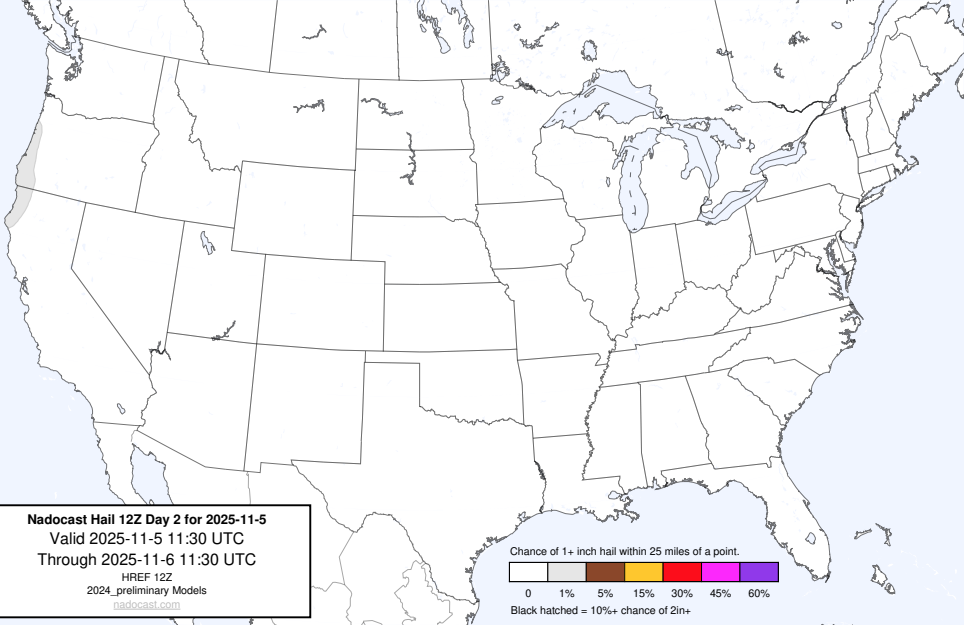 Nadocast Hail 12Z Day 2 for 2025-11-5
Valid 2025-11-5 11:30 UTC
Through 2025-11-6 11:30 UTC
HREF 12Z
2024_preliminary Models
nadocast.com
Chance of 1+ inch hail within 25 miles of a point.
0 1% 5% 15% 30% 45% 60%
Black hatched = 10%+ chance of 2in+